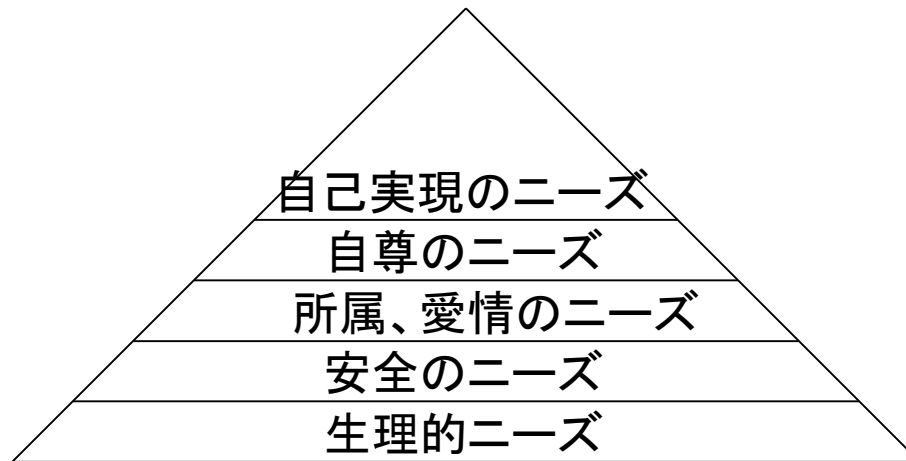 自己実現のニーズ
自尊のニーズ
所属、愛情のニーズ
安全のニーズ
生理的ニーズ